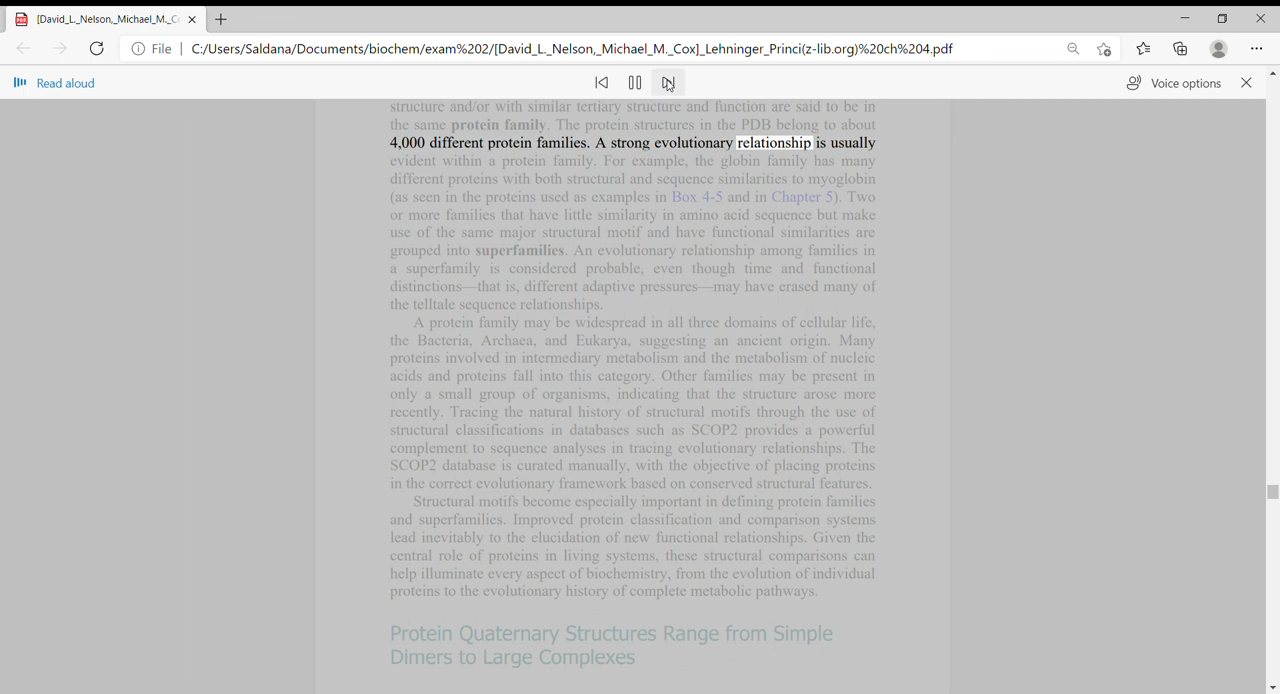 [David_L._Nelson,_Michael_M._C
File
C:/Users/Saldana/Documents/biochem/exam%202/[David_L._Nelson,_Michael_M._Cox]_Lehninger_Princi(z-lib.org)%20ch%204.pdf
Read aloud
Voice options
structure and/or with similar tertiary structure and function are said to be in
the same protein family. The protein structures in the PDB belong to about
4,000 different protein families. A strong evolutionary relationship is usually
evident within a protein family. For example, the globin family has many
different proteins with both structural and sequence similarities to myoglobin
(as seen in the proteins used as examples in Box 4-5 and in Chapter 5). Two
or more families that have little similarity in amino acid sequence but make
use of the same major structural motif and have functional similarities are
grouped into superfamilies. An evolutionary relationship among families in
a superfamily is considered probable, even though time and functional
distinctions—that is, different adaptive pressures—may have erased many of
the telltale sequence relationships.
A protein family may be widespread in all three domains of cellular life,
the Bacteria, Archaea, and Eukarya, suggesting an ancient origin. Many
proteins involved in intermediary metabolism and the metabolism of nucleic
acids and proteins fall into this category. Other families may be present in
only a small group of organisms, indicating that the structure arose more
recently. Tracing the natural history of structural motifs through the use of
structural classifications in databases such as SCOP2 provides a powerful
complement to sequence analyses in tracing evolutionary relationships. The
SCOP2 database is curated manually, with the objective of placing proteins
in the correct evolutionary framework based on conserved structural features.
Structural motifs become especially important in defining protein families
and superfamilies. Improved protein classification and comparison systems
lead inevitably to the elucidation of new functional relationships. Given the
central role of proteins in living systems, these structural comparisons can
help illuminate every aspect of biochemistry, from the evolution of individual
proteins to the evolutionary history of complete metabolic pathways.
Protein Quaternary Structures Range from Simple
Dimers to Large Complexes